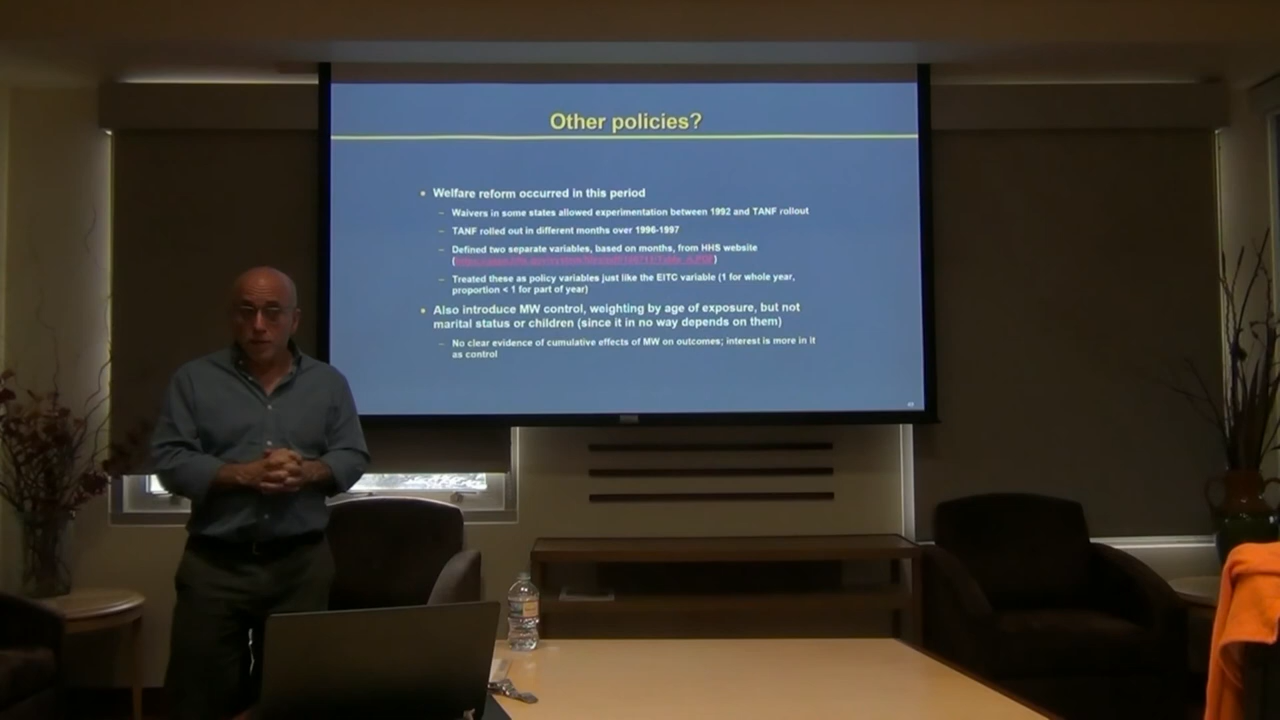 Other policies?
• Welfare reform occurred in this period
– Waivers in some states allowed experimentation between 1992 and TANF rollout
– TANF rolled out in different months over 1996-1997
– Defined two separate variables, based on months, from HHS website
– Treated these as policy variables just like the EITC variable (1 for whole year,
proportion < 1 for part of year)
• Also introduce MW control, weighting by age of exposure, but not
marital status or children (since it in no way depends on them)
– No clear evidence of cumulative effects of MW on outcomes; interest is more in it
as control